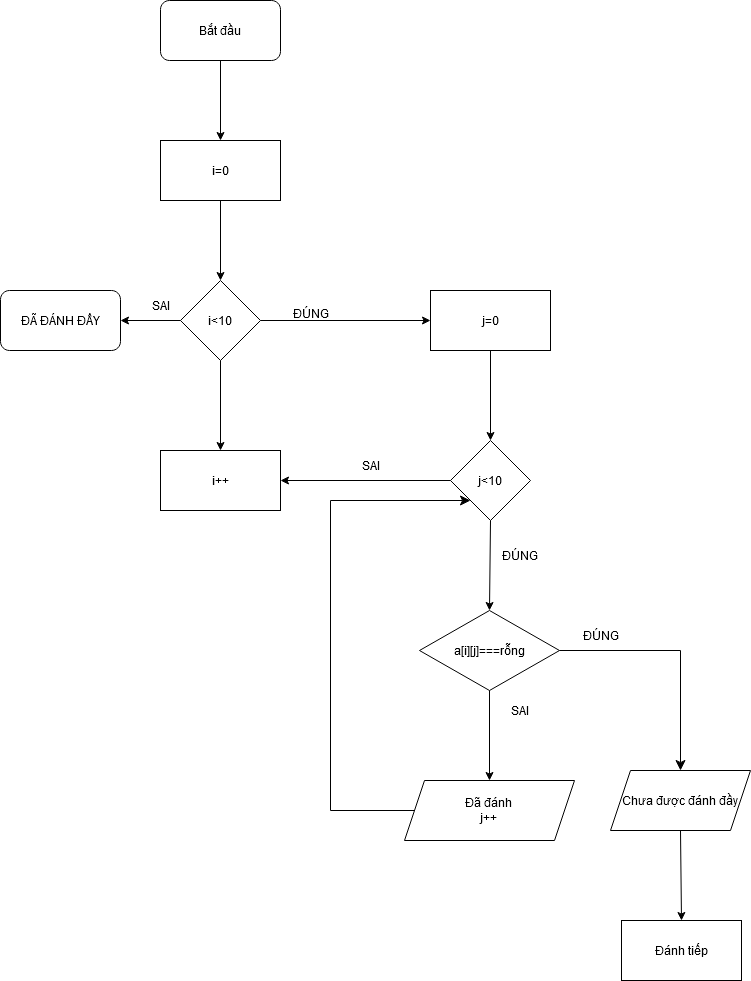 Bắt đầu
i=0
SAI
ĐÃ ĐÁNH ĐẦY
i<10
ĐÚNG
j=0
i++
SAI
j<10
ĐÚNG
a[i][j]===rỗng
ĐÚNG
SAI
Đã đánh
j++
Chưa được đánh đầy
Đánh tiếp